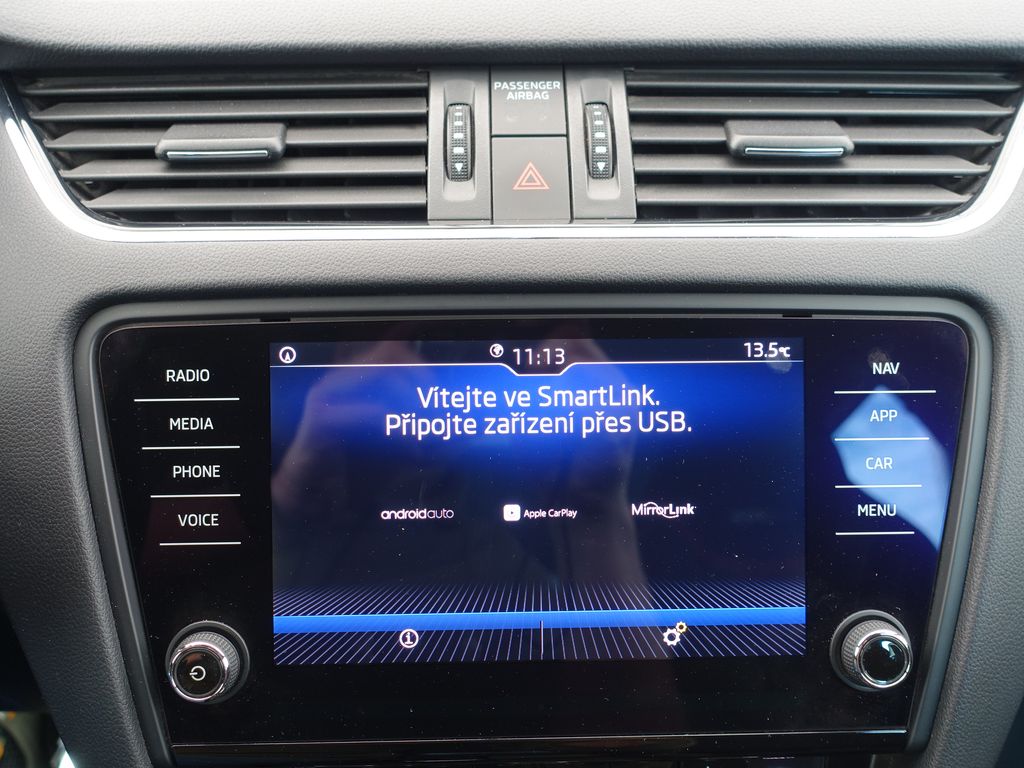 PASSENGER
AIRBAG
11:13
13.5°C
Vítejte ve SmartLink.
Připojte zařízení přes USB.
androidauto
Apple CarPlay
MirrorLink
RADIO
MEDIA
PHONE
VOICE
NAV
APP
CAR
MENU